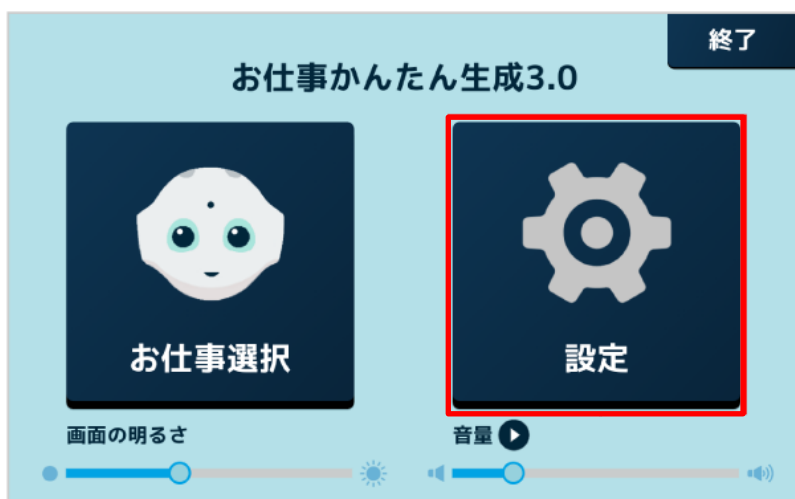 終了
お仕事かんたん生成3.0
お仕事選択
設定
画面の明るさ
音量